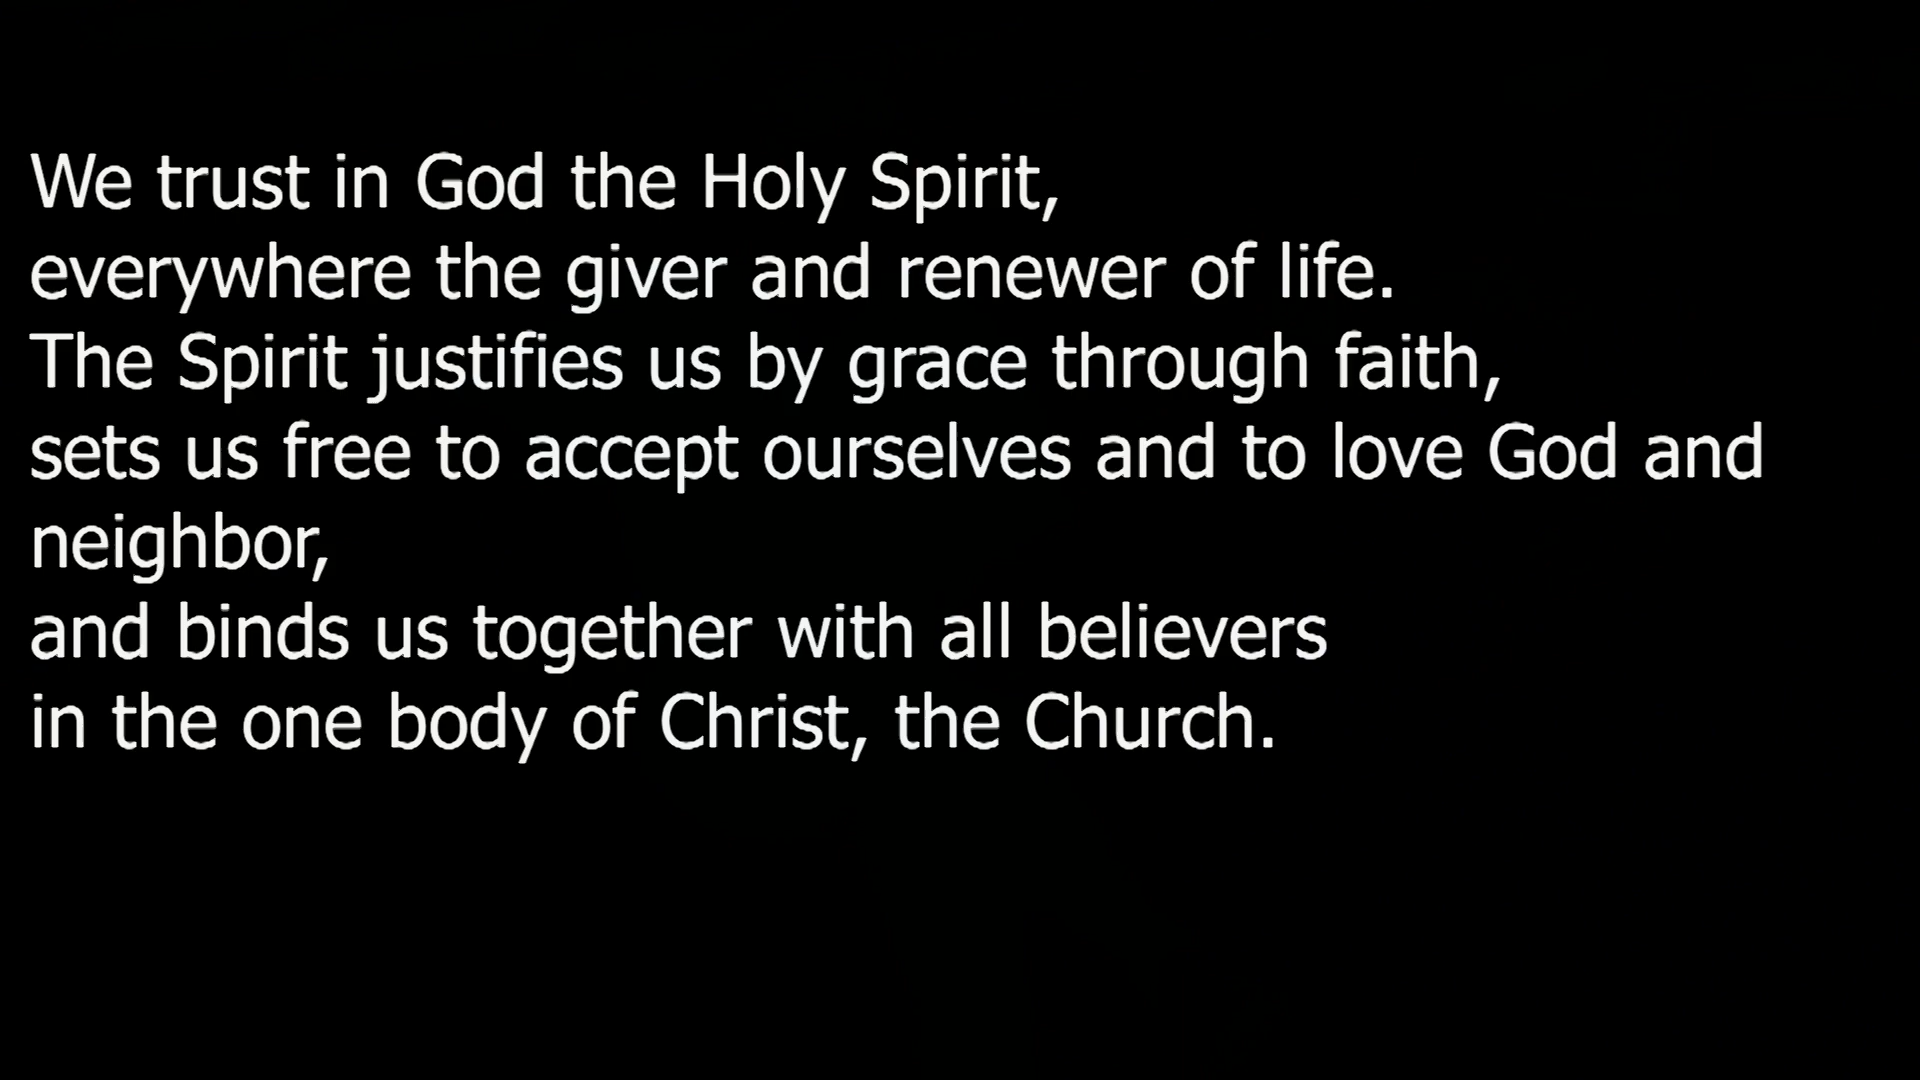 We trust in God the Holy Spirit,
everywhere the giver and renewer of life.
The Spirit justifies us by grace through faith,
sets us free to accept ourselves and to love God and
neighbor,
and binds us together with all believers
in the one body of Christ, the Church.